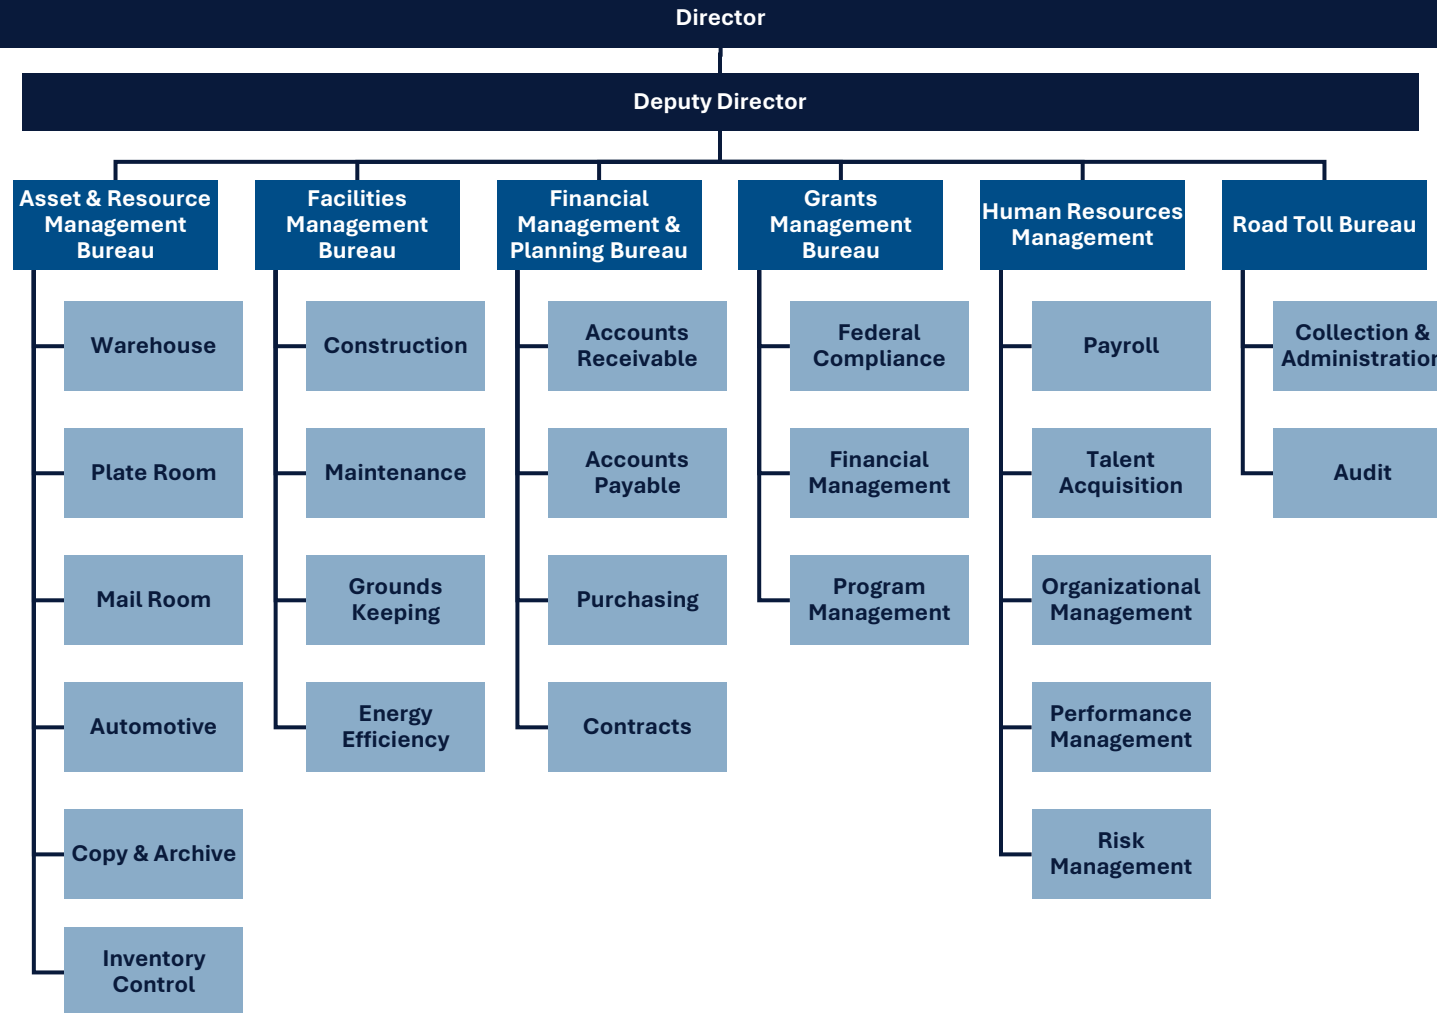 Director
Deputy Director
Asset & Resource
Management
Bureau
Facilities
Management
Bureau
Financial
Management &
Planning Bureau
Grants
Management
Bureau
Human Resources
Management
Road Toll Bureau
Warehouse
Plate Room
Mail Room
Automotive
Copy & Archive
Inventory
Control
Construction
Maintenance
Grounds
Keeping
Energy
Efficiency
Accounts
Receivable
Accounts
Payable
Purchasing
Contracts
Federal
Compliance
Financial
Management
Program
Management
Payroll
Talent
Acquisition
Organizational
Management
Performance
Management
Risk
Management
Collection &
Administration
Audit